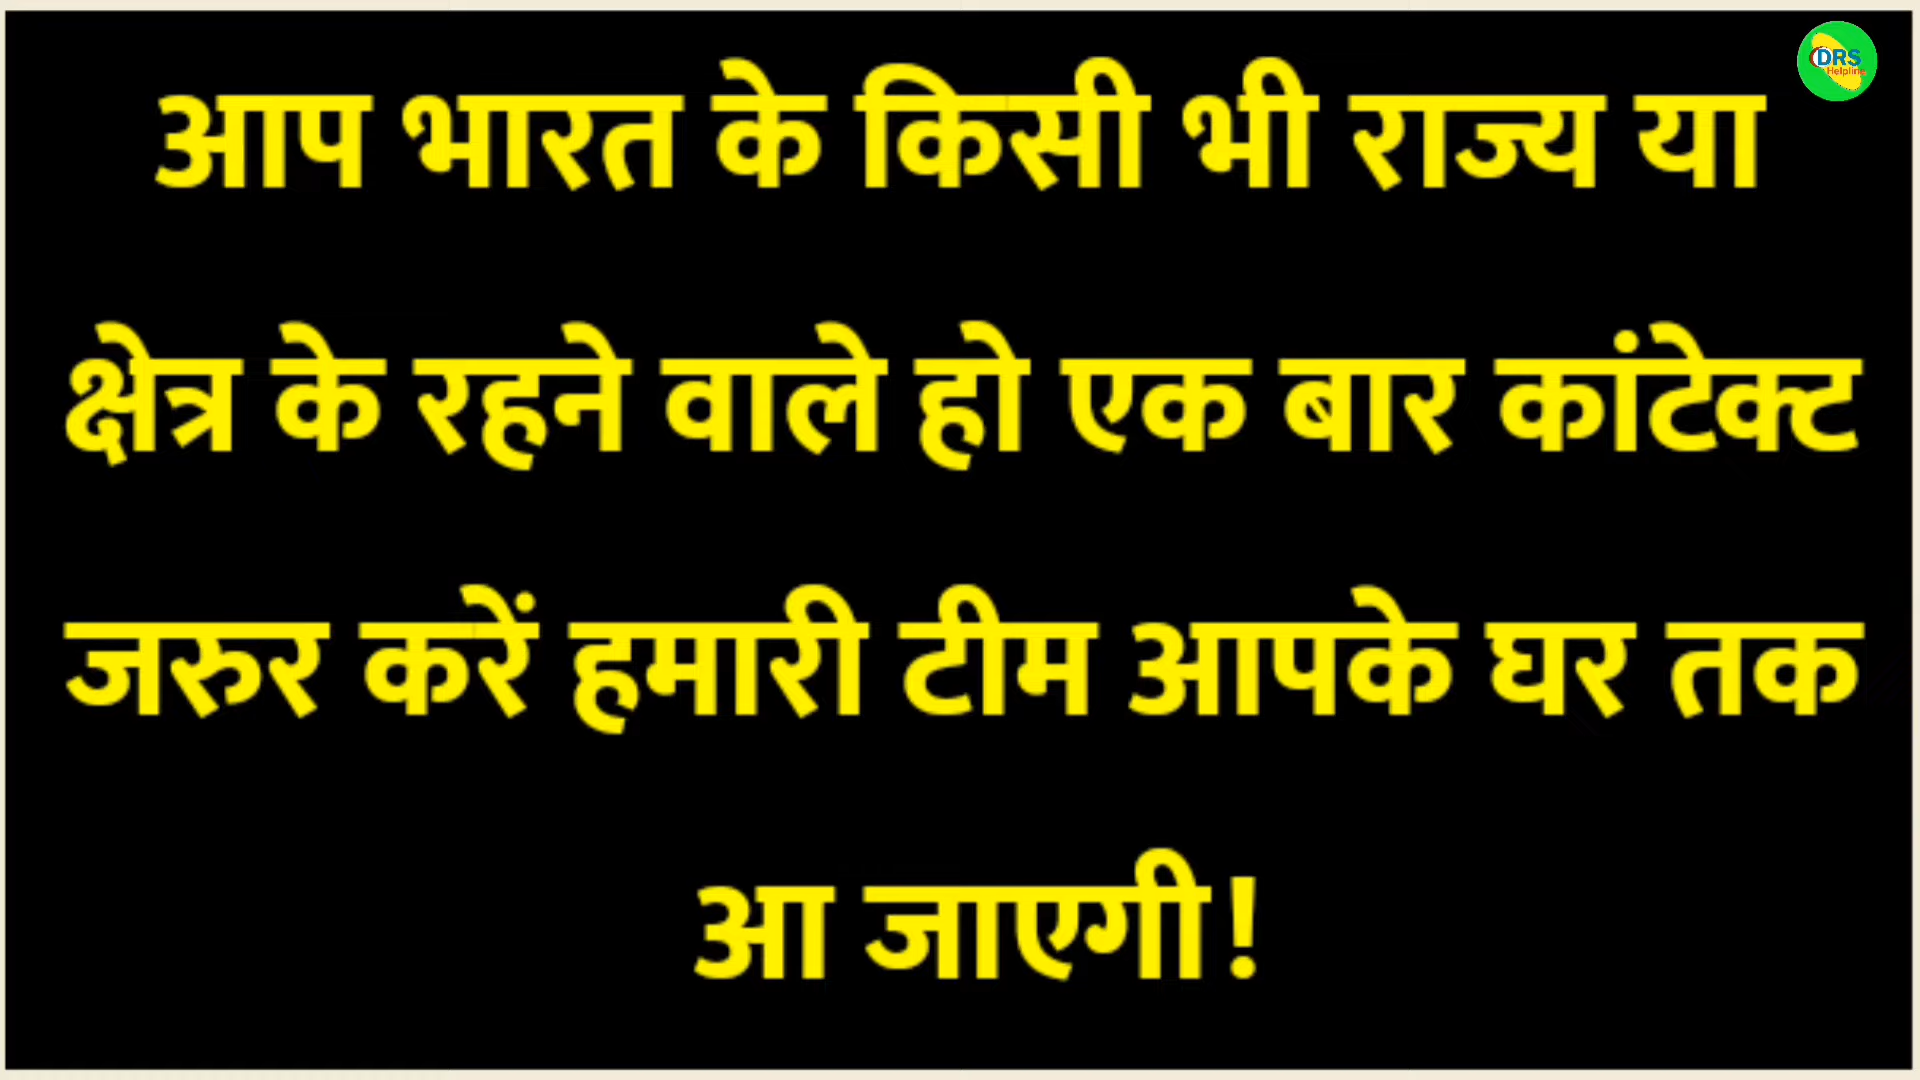 DRS
Helpline
आप भारत के किसी भी राज्य या
क्षेत्र के रहने वाले हो एक बार कांटेक्ट
जरुर करें हमारी टीम आपके घर तक
आ जाएगी!